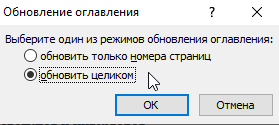 Обновление оглавления
Выберите один из режимов обновления оглавления:
обновить только номера страниц
обновить целиком
ОК
Отмена